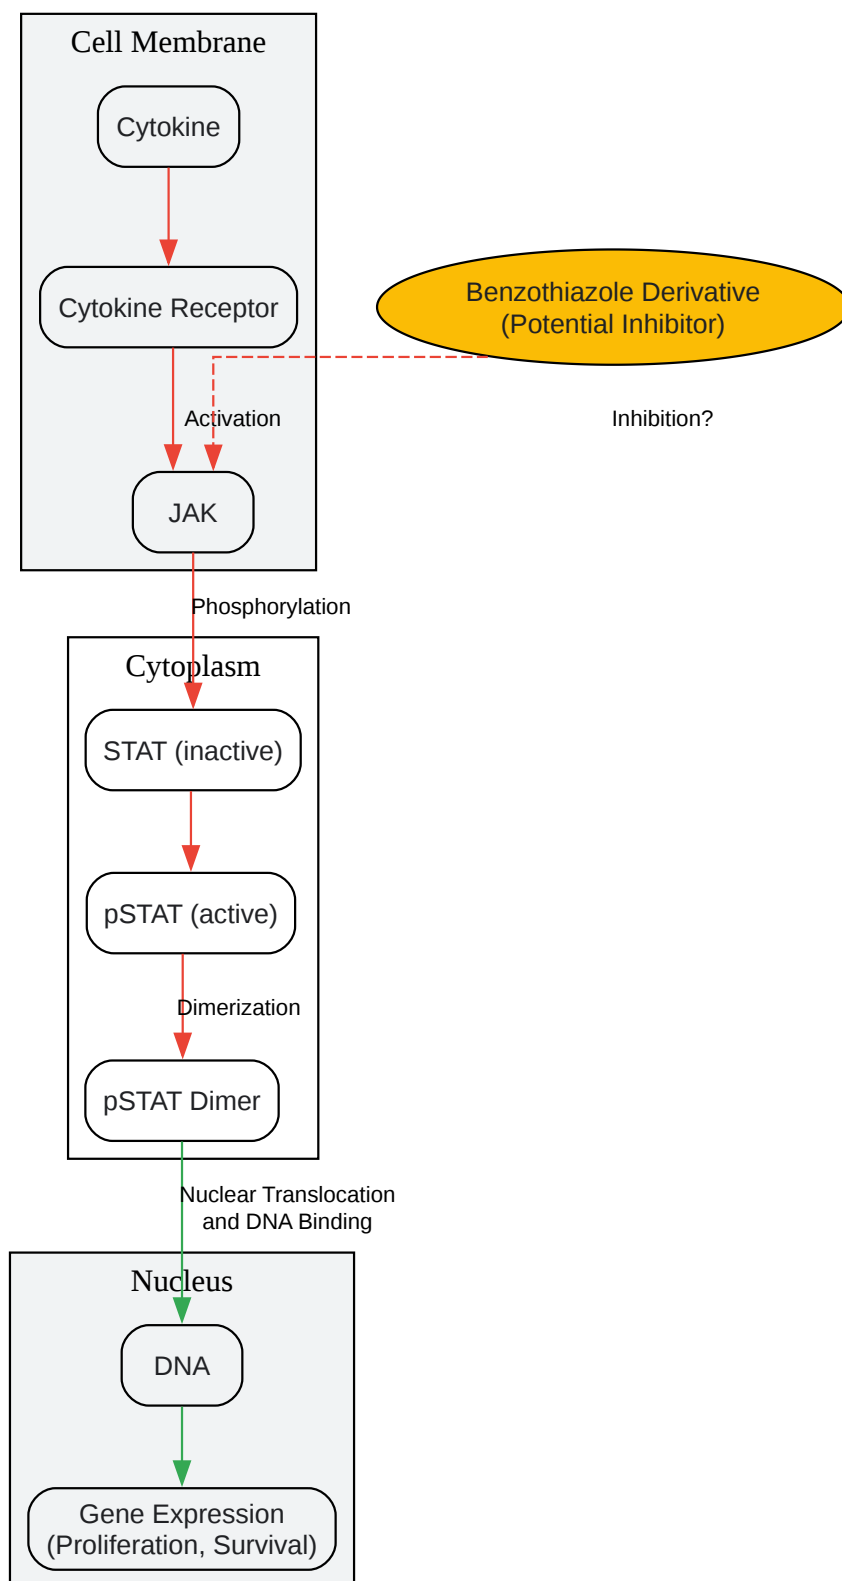 Cell Membrane
Cytokine
Cytokine Receptor
Benzothiazole Derivative
(Potential Inhibitor)
Activation
Inhibition?
JAK
Phosphorylation
Cytoplasm
STAT (inactive)
pSTAT (active)
Dimerization
pSTAT Dimer
Nuclear Translocation
and DNA Binding
Nucleus
DNA
Gene Expression
(Proliferation, Survival)